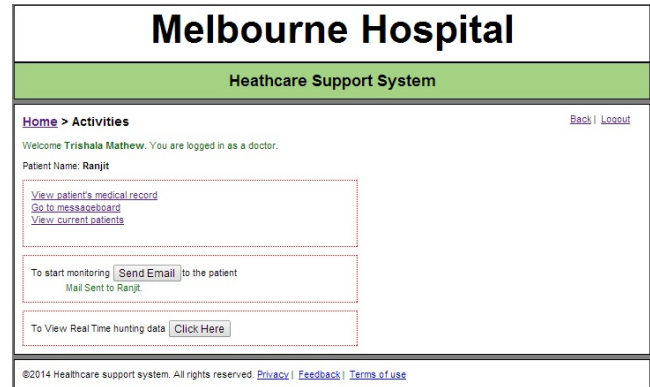 Melbourne Hospital
Heathcare Support System
Home > Activities
Back | Logout
Welcome Trishala Mathew. You are logged in as a doctor.
Patient Name: Ranjit
View patient's medical record
Go to messageboard
View current patients
To start monitoring Send Email to the patient
Mail Sent to Ranjit.
To View Real Time hunting data Click Here
©2014 Healthcare support system. All rights reserved. Privacy | Feedback | Terms of use